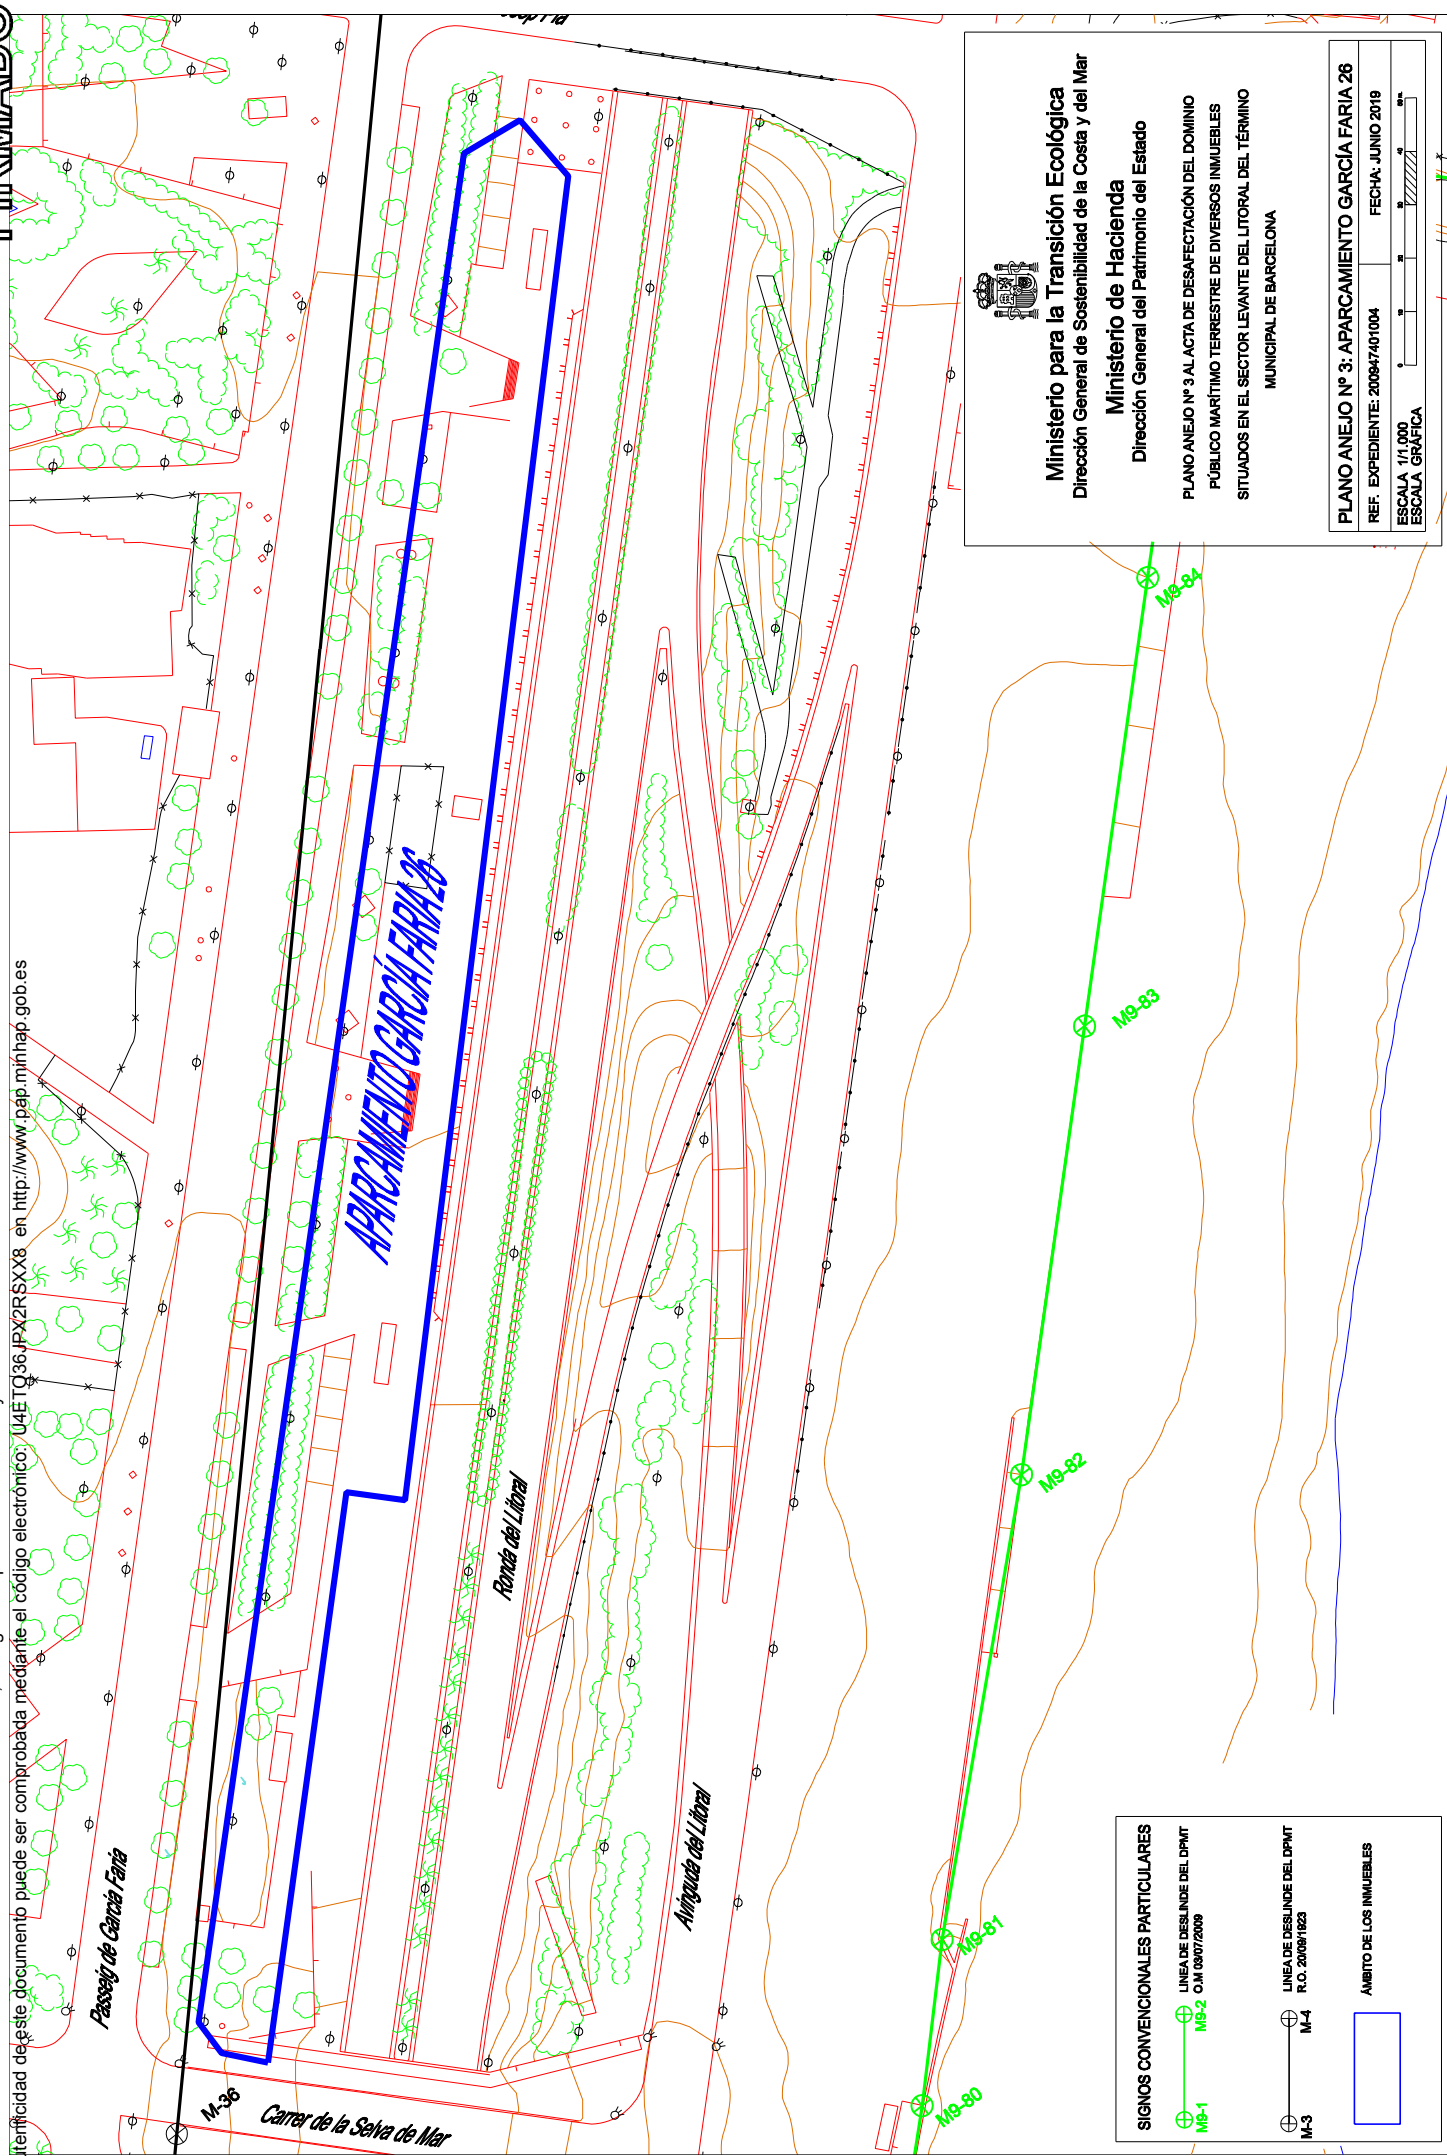 en http://www.pap.minhap.gob.es
utenticidad de este documento puede ser comprobada mediante el código electrónico: U4ETO36JPX2RSXX8
Passeig de García Faria
APARCAMIENTO GARCÍA FARIA 26
Ronda del Litoral
Avinguda del Litoral
Carrer de la Selva de Mar
M-36
M9-80
M9-81
M9-82
M9-83
M9-84
Ministerio para la Transición Ecológica
Dirección General de Sostenibilidad de la Costa y del Mar
Ministerio de Hacienda
Dirección General del Patrimonio del Estado
PLANO ANEJO Nº 3 AL ACTA DE DESAFECTACIÓN DEL DOMINIO
PÚBLICO MARÍTIMO TERRESTRE DE DIVERSOS INMUEBLES
SITUADOS EN EL SECTOR LEVANTE DEL LITORAL DEL TÉRMINO
MUNICIPAL DE BARCELONA
PLANO ANEJO Nº 3: APARCAMIENTO GARCÍA FARIA 26
REF. EXPEDIENTE: 200947401004
FECHA: JUNIO 2019
ESCALA 1/1.000
ESCALA GRÁFICA
SIGNOS CONVENCIONALES PARTICULARES
M9-1
M9-2
LINEA DE DESLINDE DEL DPMT
O.M 03/07/2009
M-3
M-4
LINEA DE DESLINDE DEL DPMT
R.O. 20/09/1923
ÁMBITO DE LOS INMUEBLES